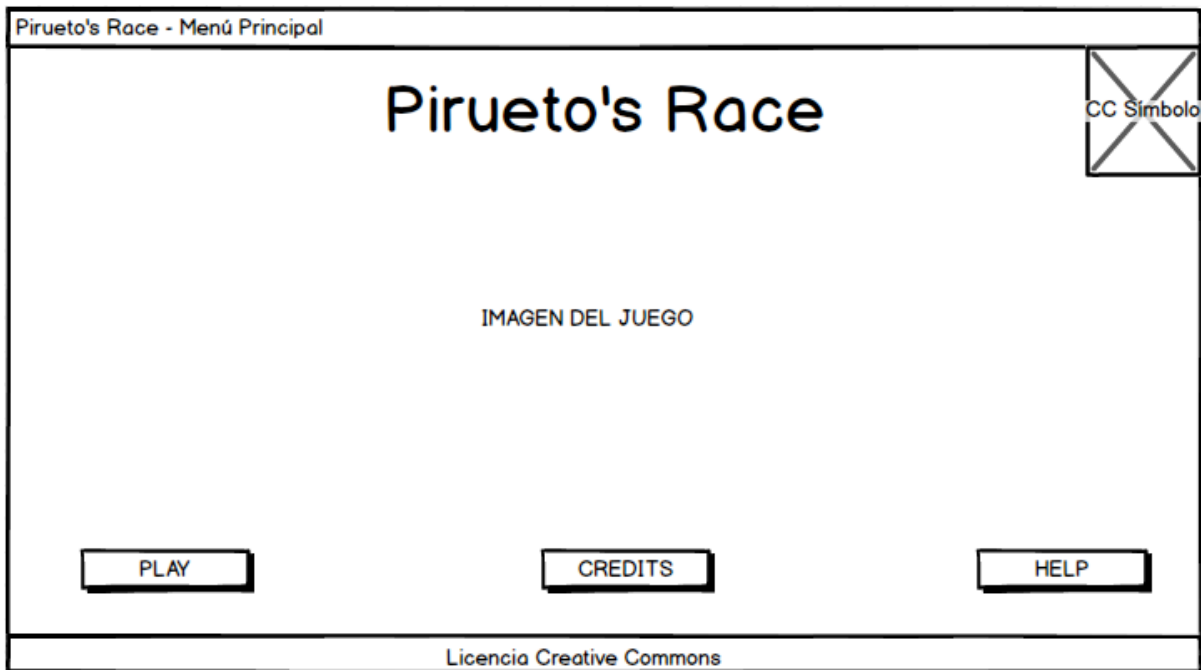 Pirueto's Race - Menú Principal
Pirueto's Race
CC Símbolo
IMAGEN DEL JUEGO
PLAY
CREDITS
HELP
Licencia Creative Commons